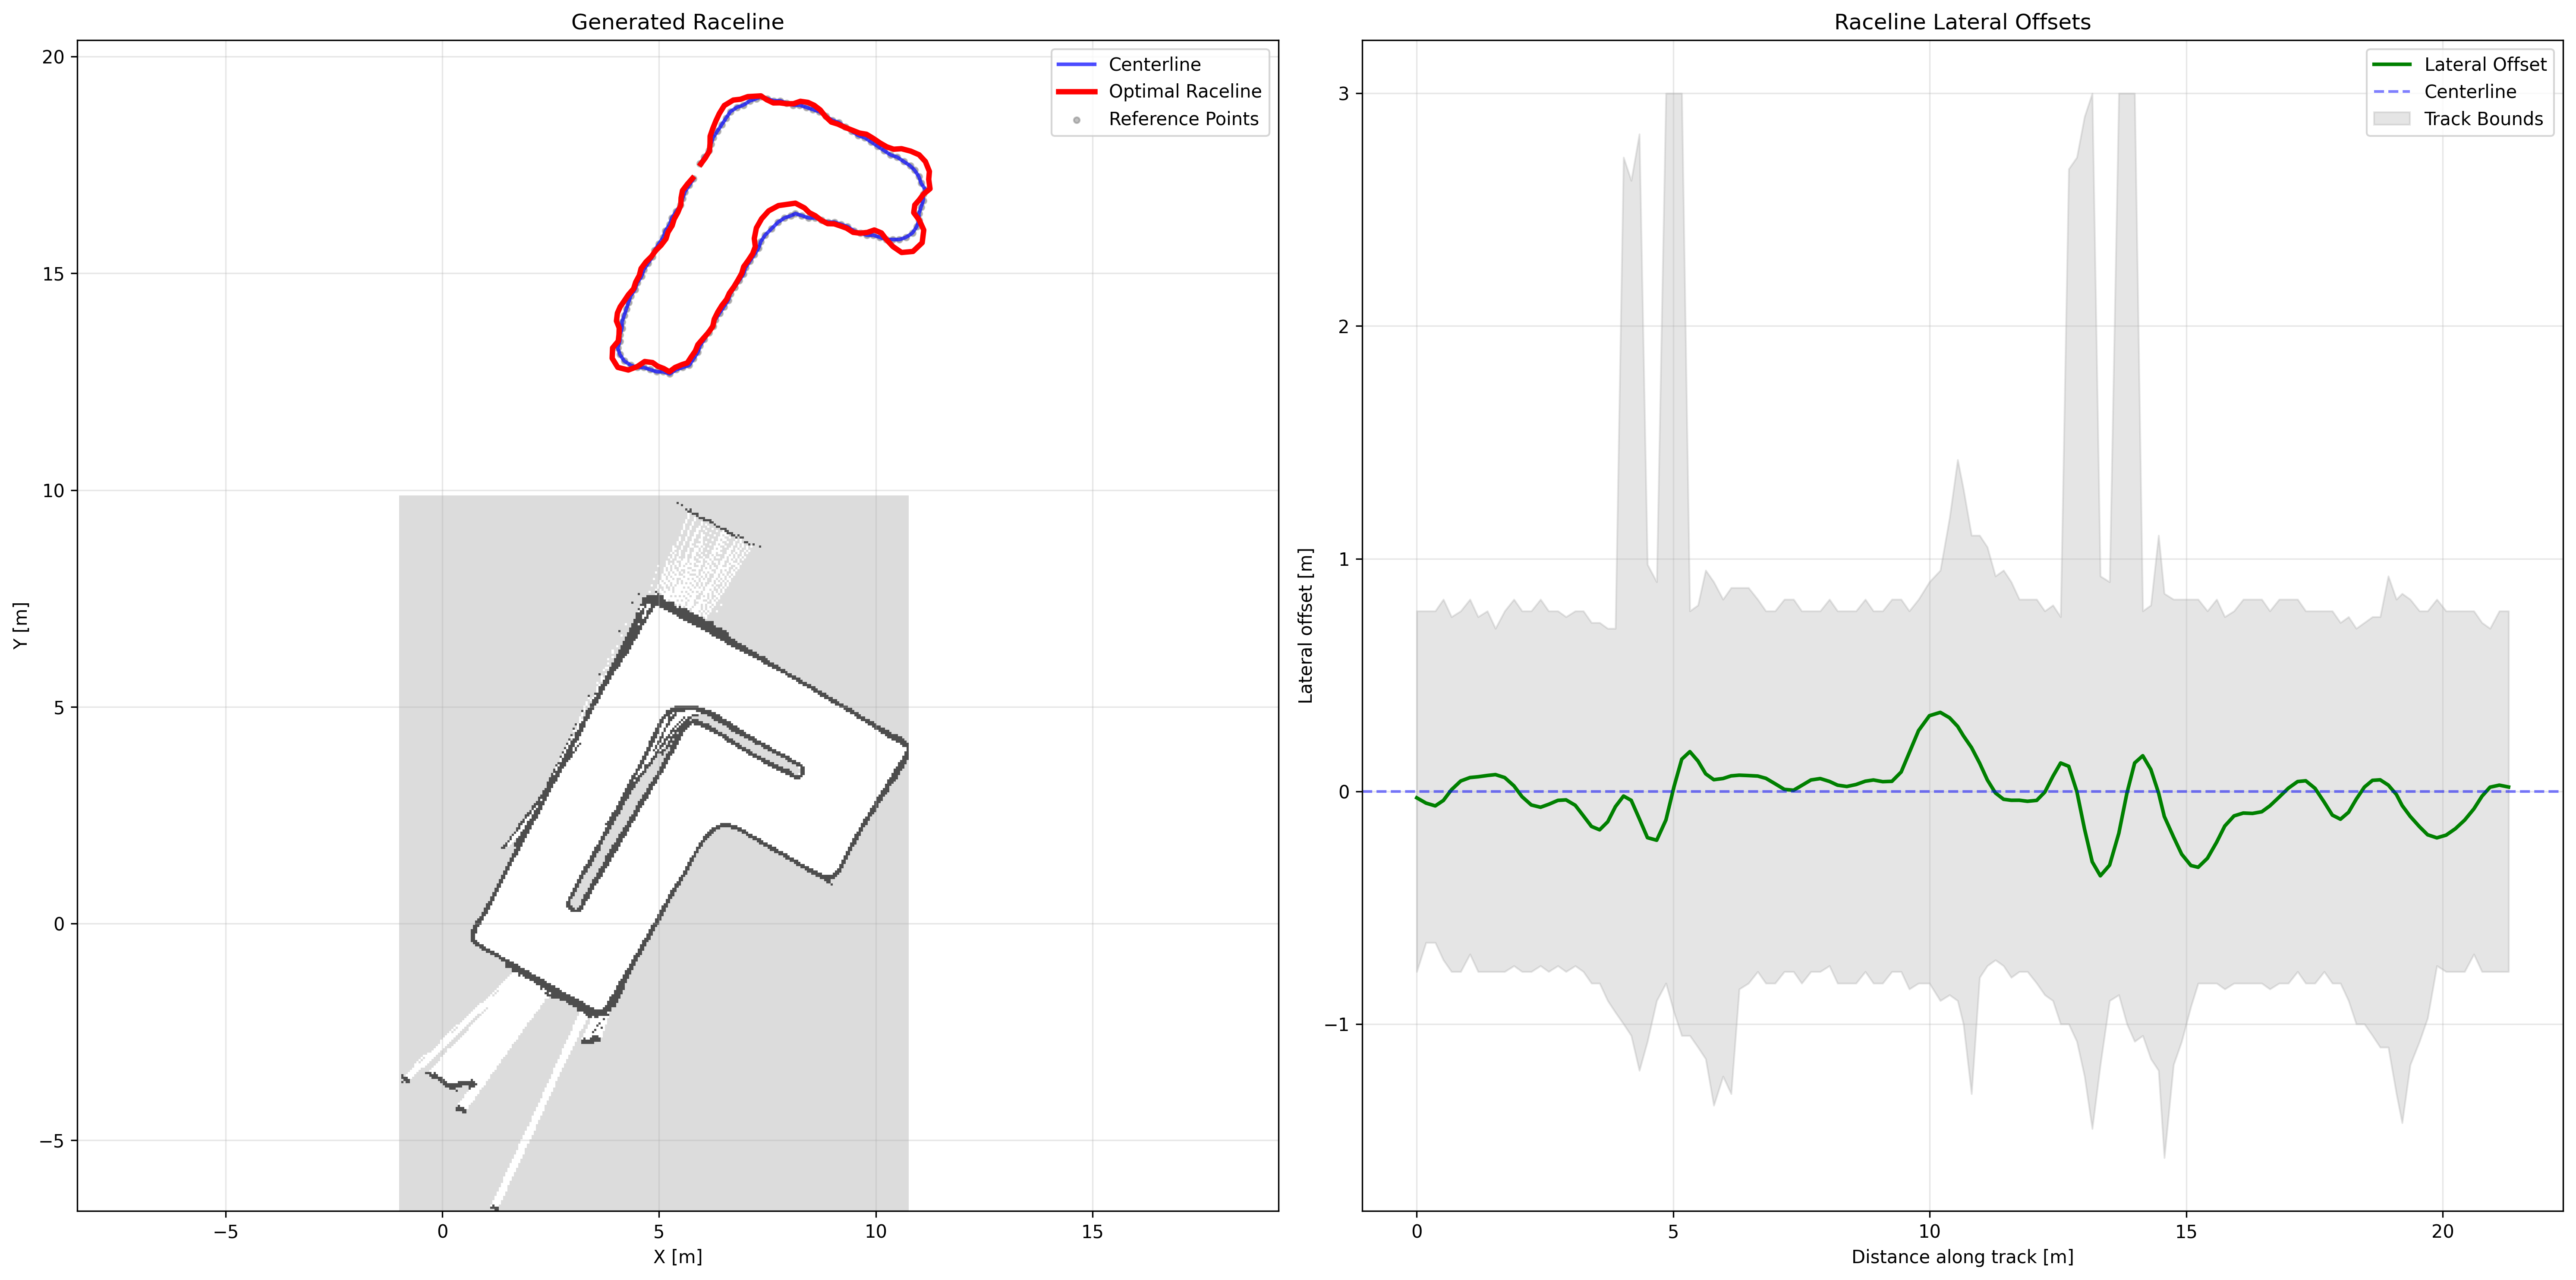 Generated Raceline
Centerline
Optimal Raceline
Reference Points
20
15
10
5
0
−5
Y [m]
−5
0
5
10
15
X [m]
Raceline Lateral Offsets
Lateral Offset
Centerline
Track Bounds
3
2
1
0
−1
Lateral offset [m]
0
5
10
15
20
Distance along track [m]